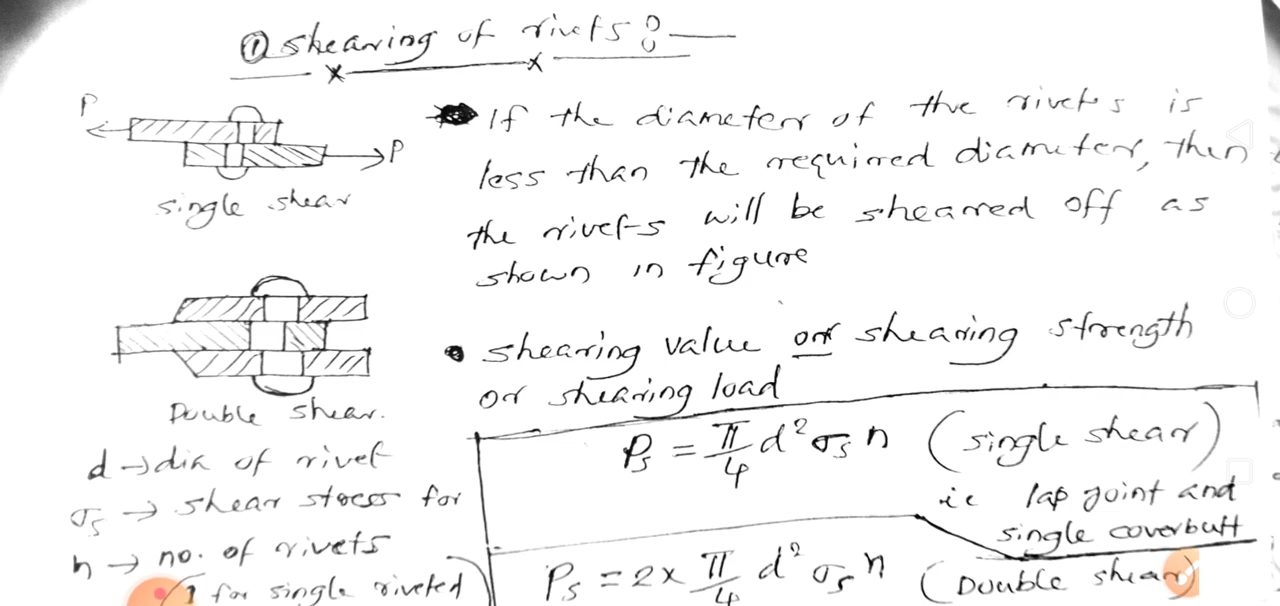 ① shearing of rivets :—
P
P
single shear
If the diameter of the rivets is
less than the required diameter, then
the rivets will be sheared off as
shown in figure
Double shear.
• shearing value or shearing strength
or shearing load
Ps = π/4 d² σs n (single shear)
ie lap joint and
single coverbutt
Ps = 2 x π/4 d² σs n (Double shear)
d → dia of rivet
σs → shear stress for
n → no. of rivets
1 for single riveted